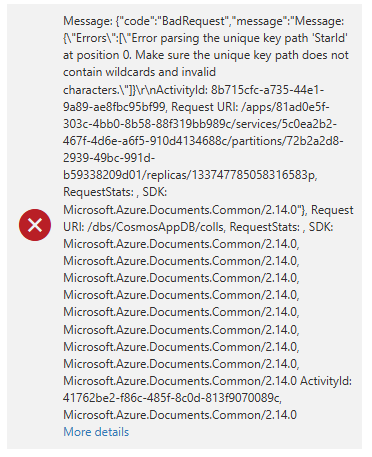 Message: {"code":"BadRequest","message":"Message:
{\"Errors\":[\"Error parsing the unique key path 'StarId'
at position 0. Make sure the unique key path does not
contain wildcards and invalid
characters.\"]}\r\nActivityId: 8b715cfc-a735-44e1-
9a89-ae8fbc95bf99, Request URI: /apps/81ad0e5f-
303c-4bb0-8b58-88f319bb989c/services/5c0ea2b2-
467f-4d6e-a6f5-910d4134688c/partitions/72b2a2d8-
2939-49bc-991d-
b59338209d01/replicas/133747785058316583p,
RequestStats: , SDK:
Microsoft.Azure.Documents.Common/2.14.0"}, Request
URI: /dbs/CosmosAppDB/colls, RequestStats: , SDK:
Microsoft.Azure.Documents.Common/2.14.0,
Microsoft.Azure.Documents.Common/2.14.0,
Microsoft.Azure.Documents.Common/2.14.0,
Microsoft.Azure.Documents.Common/2.14.0,
Microsoft.Azure.Documents.Common/2.14.0,
Microsoft.Azure.Documents.Common/2.14.0,
Microsoft.Azure.Documents.Common/2.14.0,
Microsoft.Azure.Documents.Common/2.14.0,
Microsoft.Azure.Documents.Common/2.14.0,
Microsoft.Azure.Documents.Common/2.14.0 ActivityId:
41762be2-f86c-485f-8c0d-813f9070089c,
Microsoft.Azure.Documents.Common/2.14.0
More details